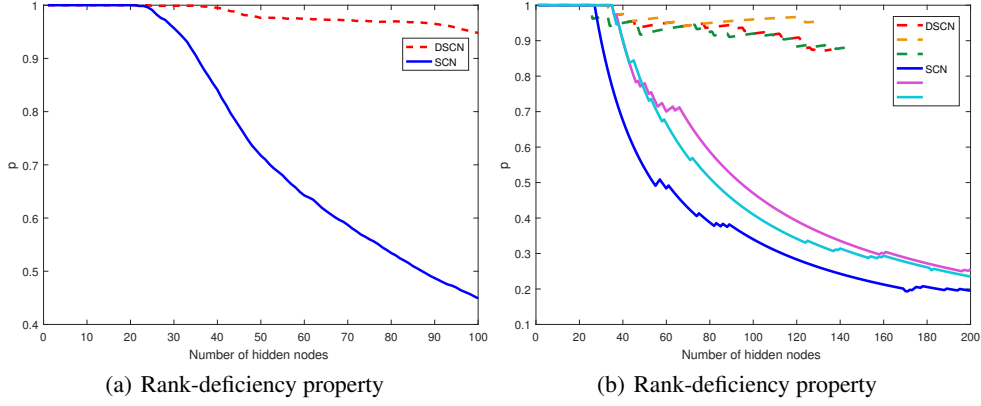 1
0.9
0.8
0.7
0.6
0.5
0.4
p
0 10 20 30 40 50 60 70 80 90 100
Number of hidden nodes
DSCN
SCN
(a) Rank-deficiency property
1
0.9
0.8
0.7
0.6
0.5
0.4
0.3
0.2
0.1
p
0 20 40 60 80 100 120 140 160 180 200
Number of hidden nodes
DSCN
SCN
(b) Rank-deficiency property